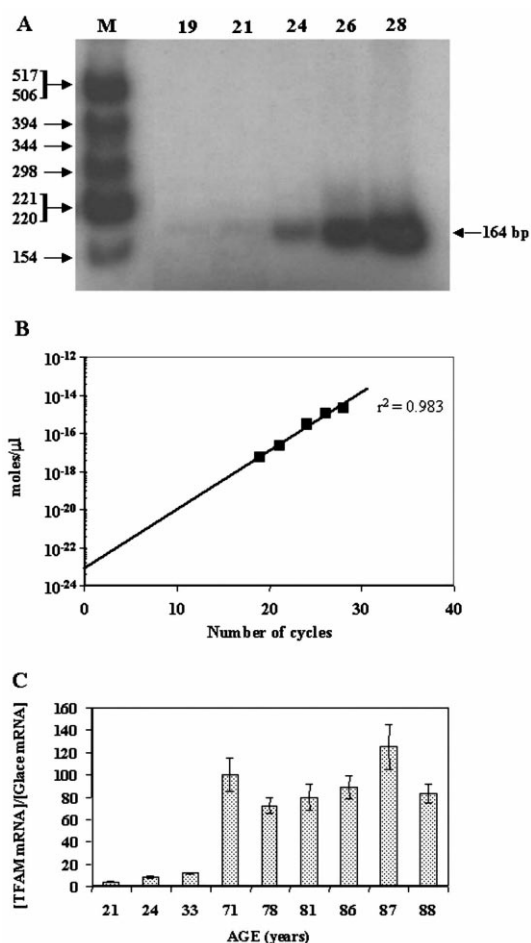 A
M 19 21 24 26 28
517
506
394
344
298
221
220
154
164 bp
B
10-12
10-14
10-16
10-18
10-20
10-22
10-24
moles/µl
r2 = 0.983
0 10 20 30 40
Number of cycles
C
[TFAM mRNA]/[Glace mRNA]
160
140
120
100
80
60
40
20
0
21 24 33 71 78 81 86 87 88
AGE (years)